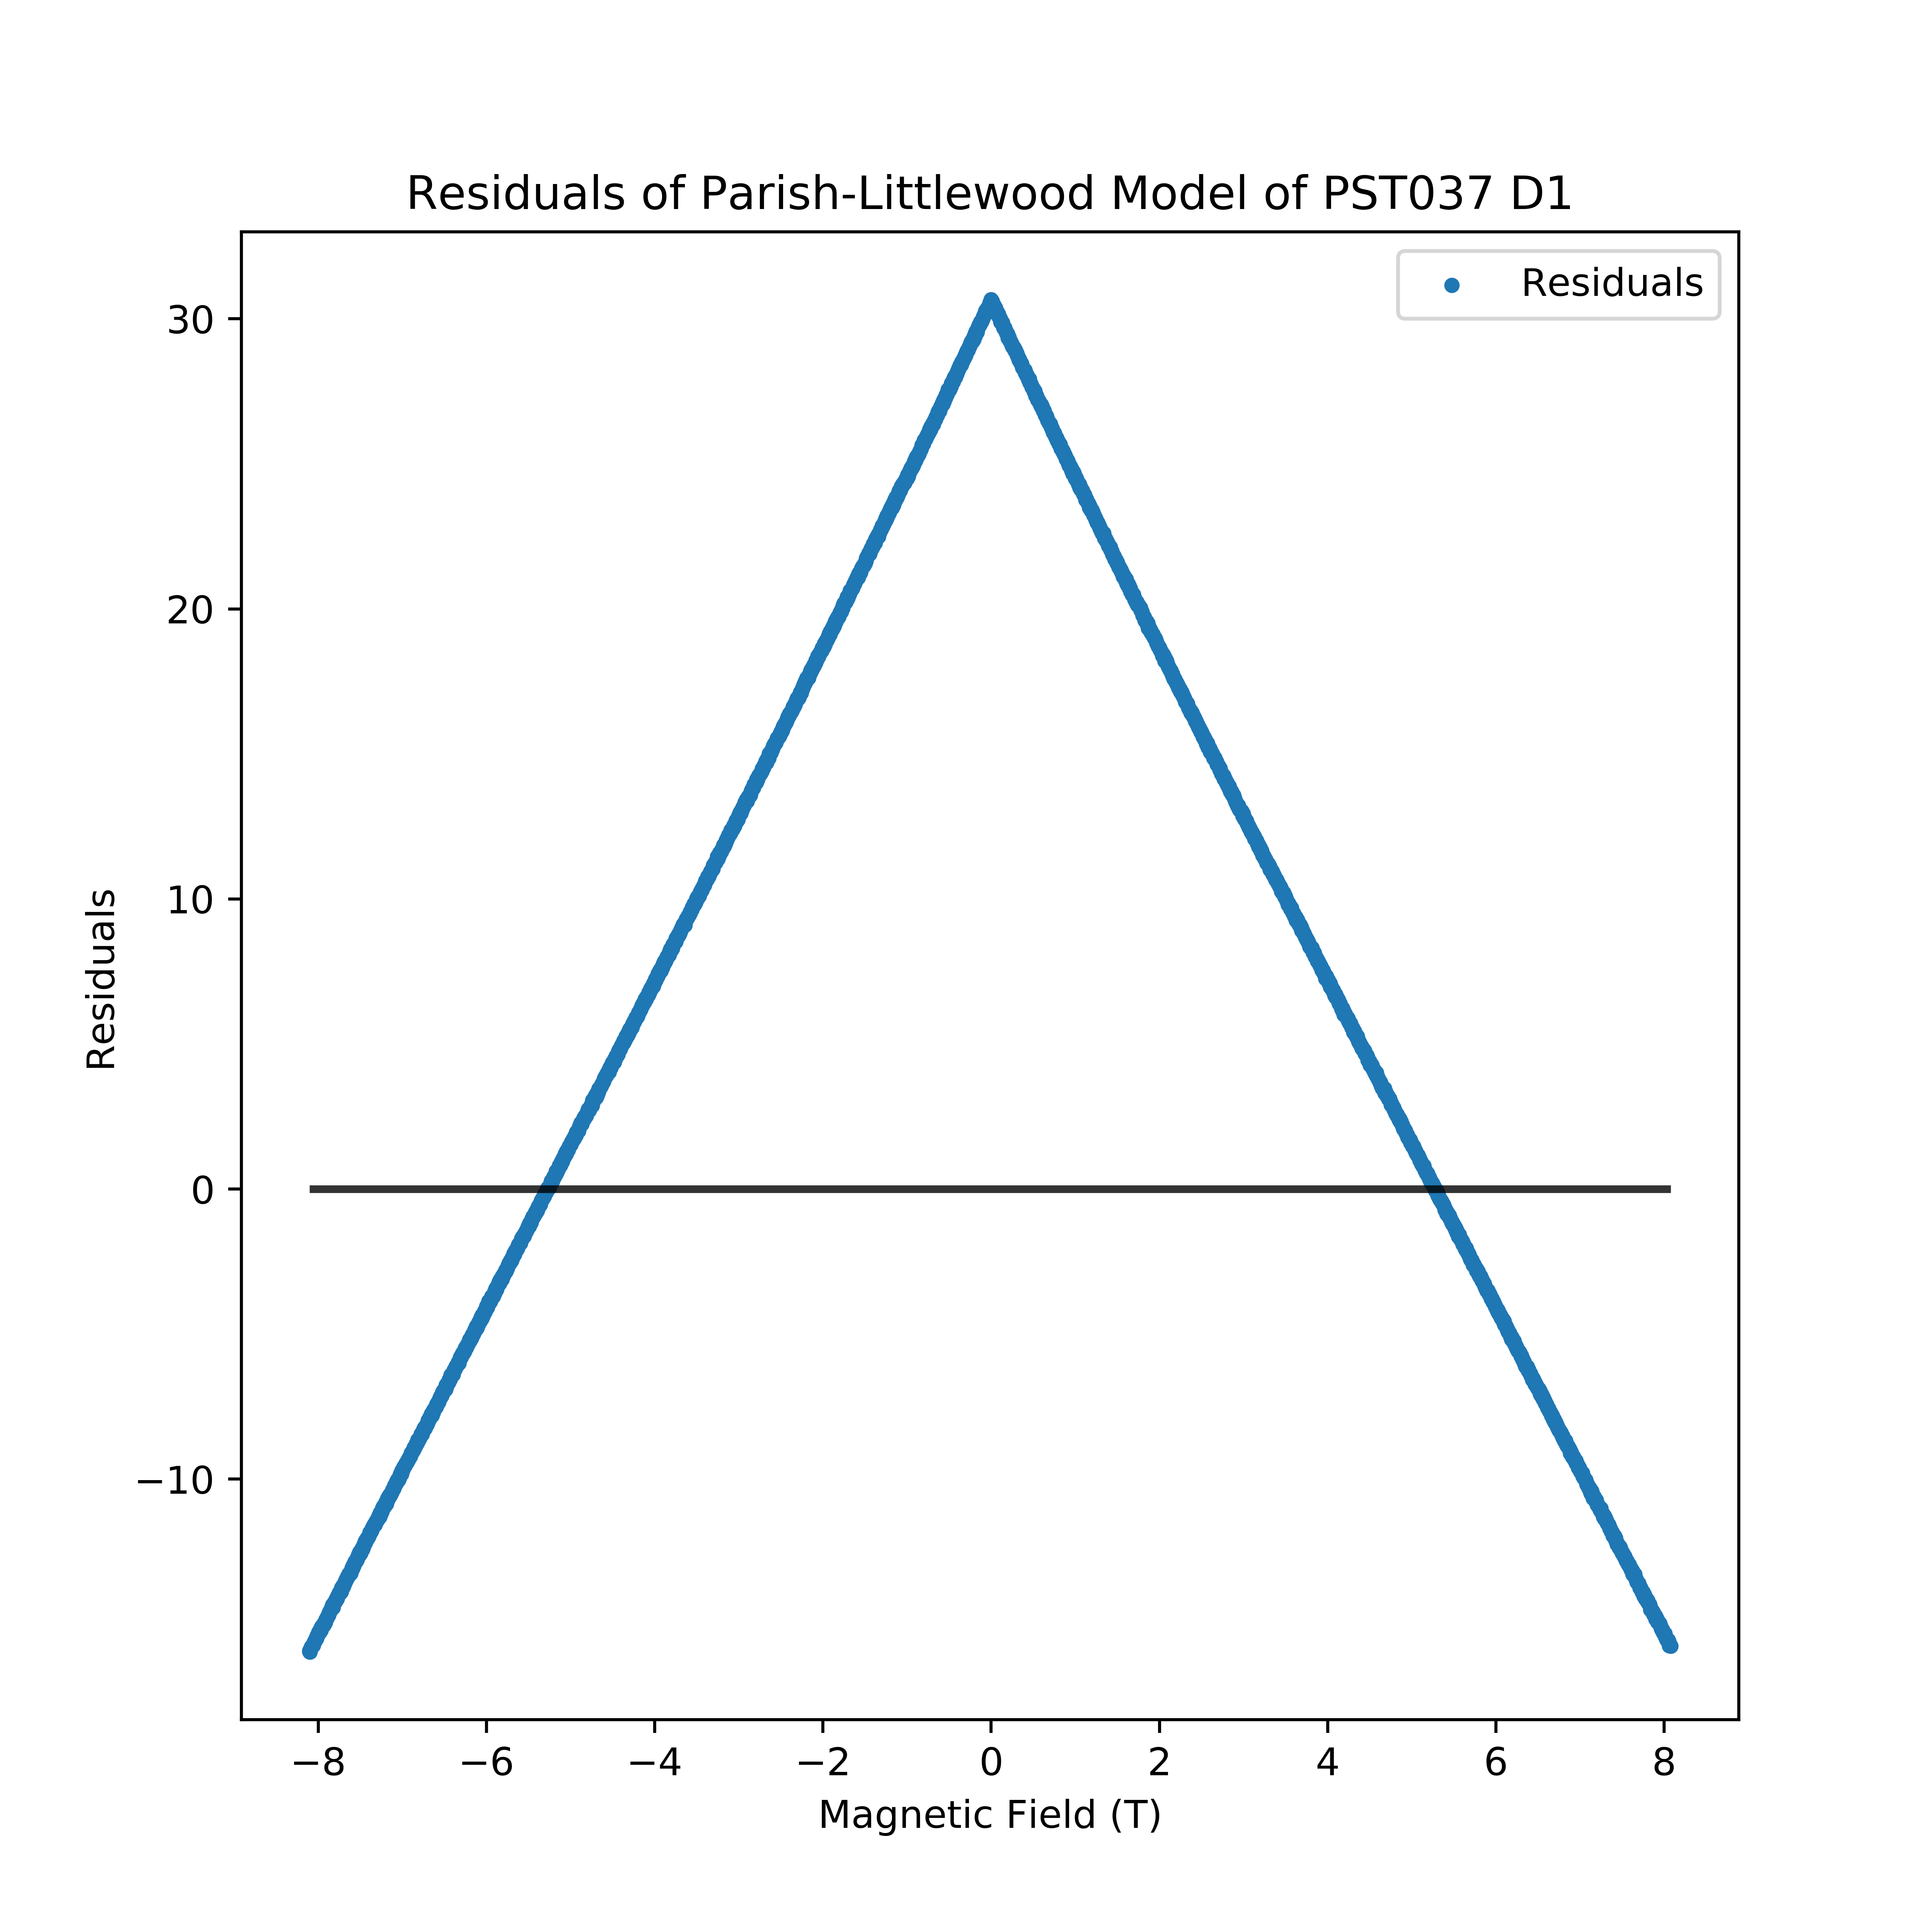 Residuals of Parish-Littlewood Model of PST037 D1
Residuals
30
20
10
0
−10
Residuals
−8 −6 −4 −2 0 2 4 6 8
Magnetic Field (T)